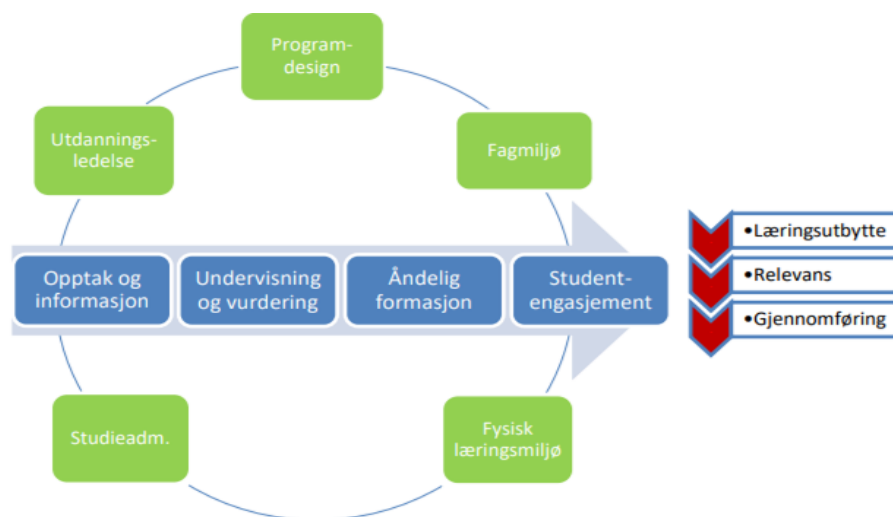 Program-
design
Utdannings-
ledelse
Fagmiljø
Opptak og
informasjon
Undervisning
og vurdering
Åndelig
formasjon
Student-
engasjement
•Læringsutbytte
•Relevans
•Gjennomføring
Studieadm.
Fysisk
læringsmiljø